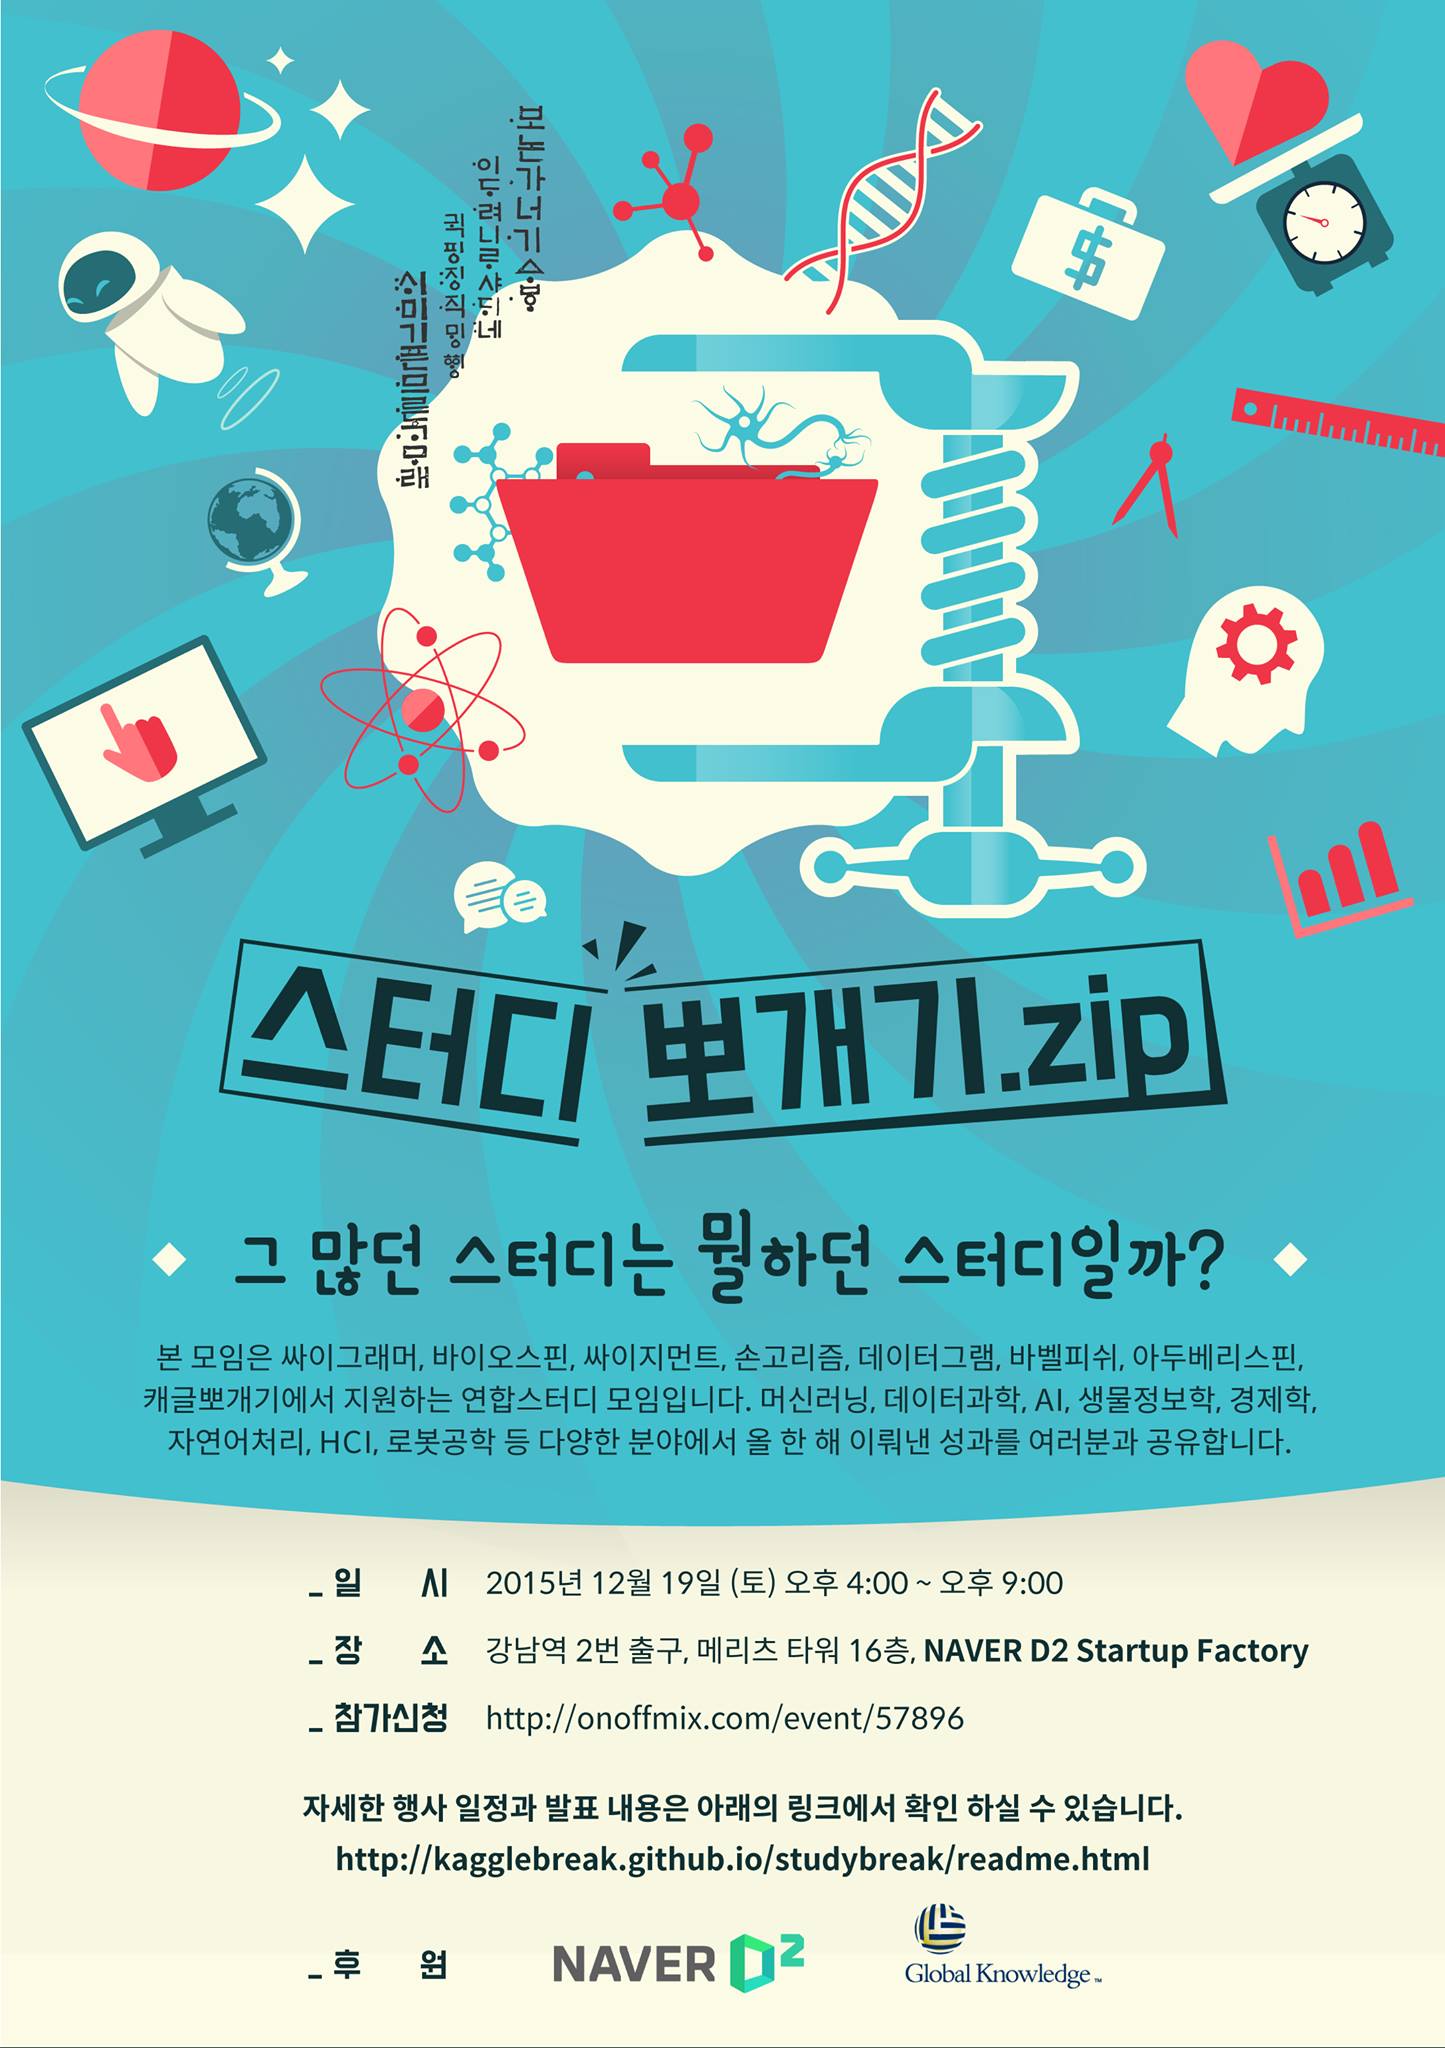 스터디 뽀개기.zip
그 많던 스터디는 뭘하던 스터디일까?
본 모임은 싸이그래머, 바이오스핀, 싸이지먼트, 손고리즘, 데이터그램, 바벨피쉬, 아두베리스핀,
캐글뽀개기에서 지원하는 연합스터디 모임입니다. 머신러닝, 데이터과학, AI, 생물정보학, 경제학,
자연어처리, HCI, 로봇공학 등 다양한 분야에서 올 한 해 이뤄낸 성과를 여러분과 공유합니다.
_ 일 시 2015년 12월 19일 (토) 오후 4:00 ~ 오후 9:00
_ 장 소 강남역 2번 출구, 메리츠 타워 16층, NAVER D2 Startup Factory
_ 참가신청 http://onoffmix.com/event/57896
자세한 행사 일정과 발표 내용은 아래의 링크에서 확인 하실 수 있습니다.
http://kagglebreak.github.io/studybreak/readme.html
_ 후 원 NAVER D2 Global Knowledge™